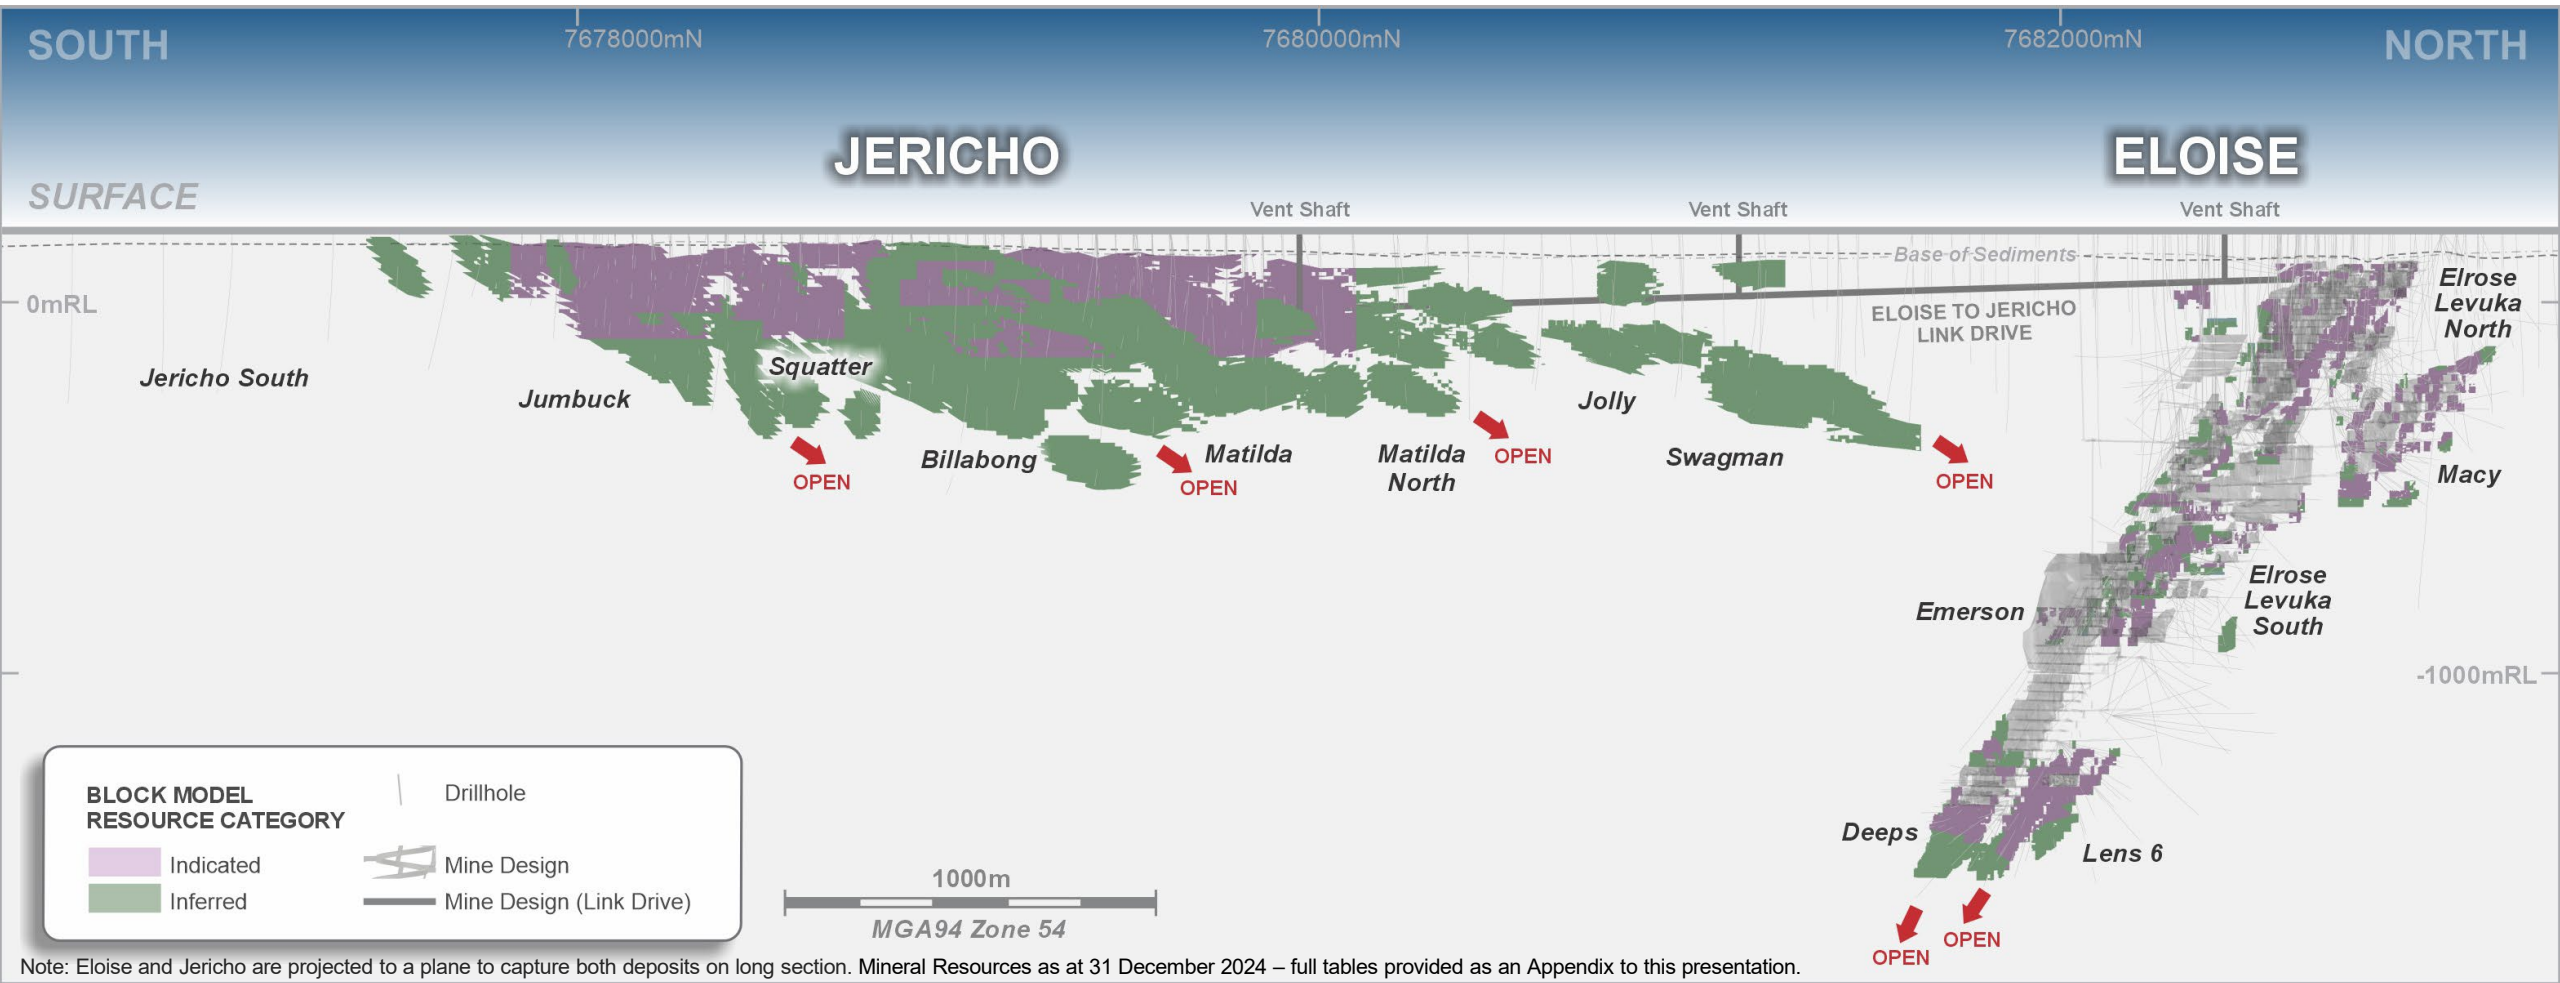 SOUTH
7678000mN
7680000mN
7682000mN
NORTH
JERICHO
ELOISE
SURFACE
Vent Shaft
Vent Shaft
Vent Shaft
Base of Sediments
0mRL
ELOISE TO JERICHO
LINK DRIVE
Elrose
Levuka
North
Jericho South
Jumbuck
Squatter
Billabong
Matilda
Matilda
North
Jolly
Swagman
Macy
OPEN
OPEN
OPEN
OPEN
Emerson
Elrose
Levuka
South
-1000mRL
Deeps
Lens 6
OPEN
OPEN
BLOCK MODEL
RESOURCE CATEGORY
Indicated
Inferred
Drillhole
Mine Design
Mine Design (Link Drive)
1000m
MGA94 Zone 54
Note: Eloise and Jericho are projected to a plane to capture both deposits on long section. Mineral Resources as at 31 December 2024 – full tables provided as an Appendix to this presentation.